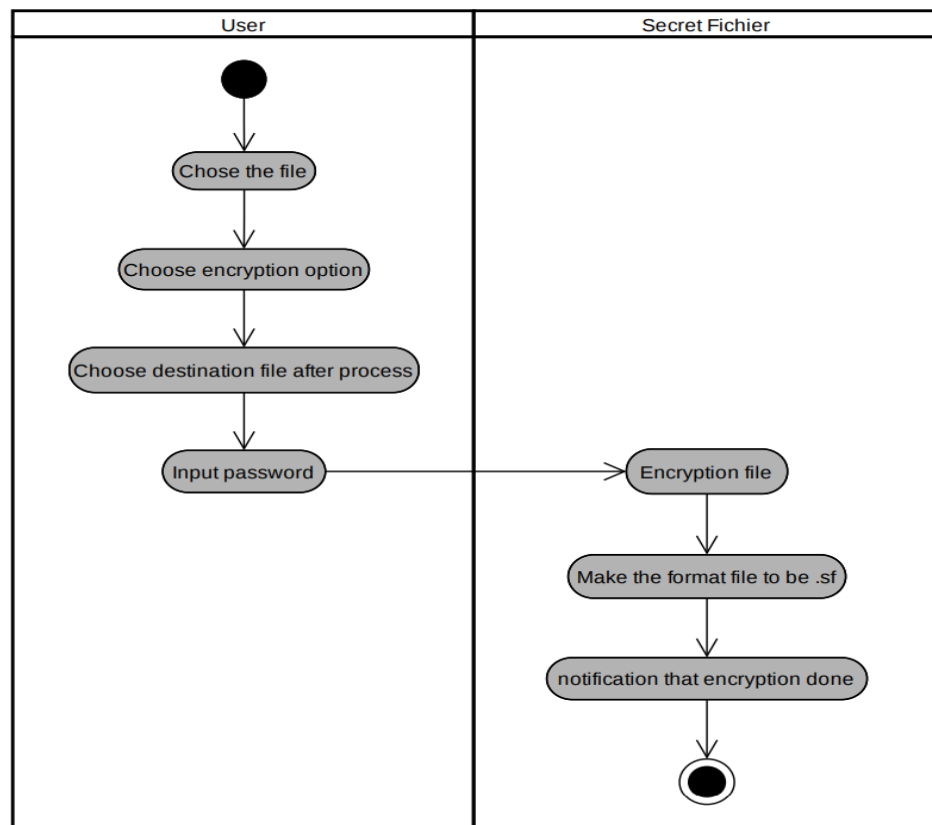 User
Secret Fichier
Chose the file
Choose encryption option
Choose destination file after process
Input password
Encryption file
Make the format file to be .sf
notification that encryption done